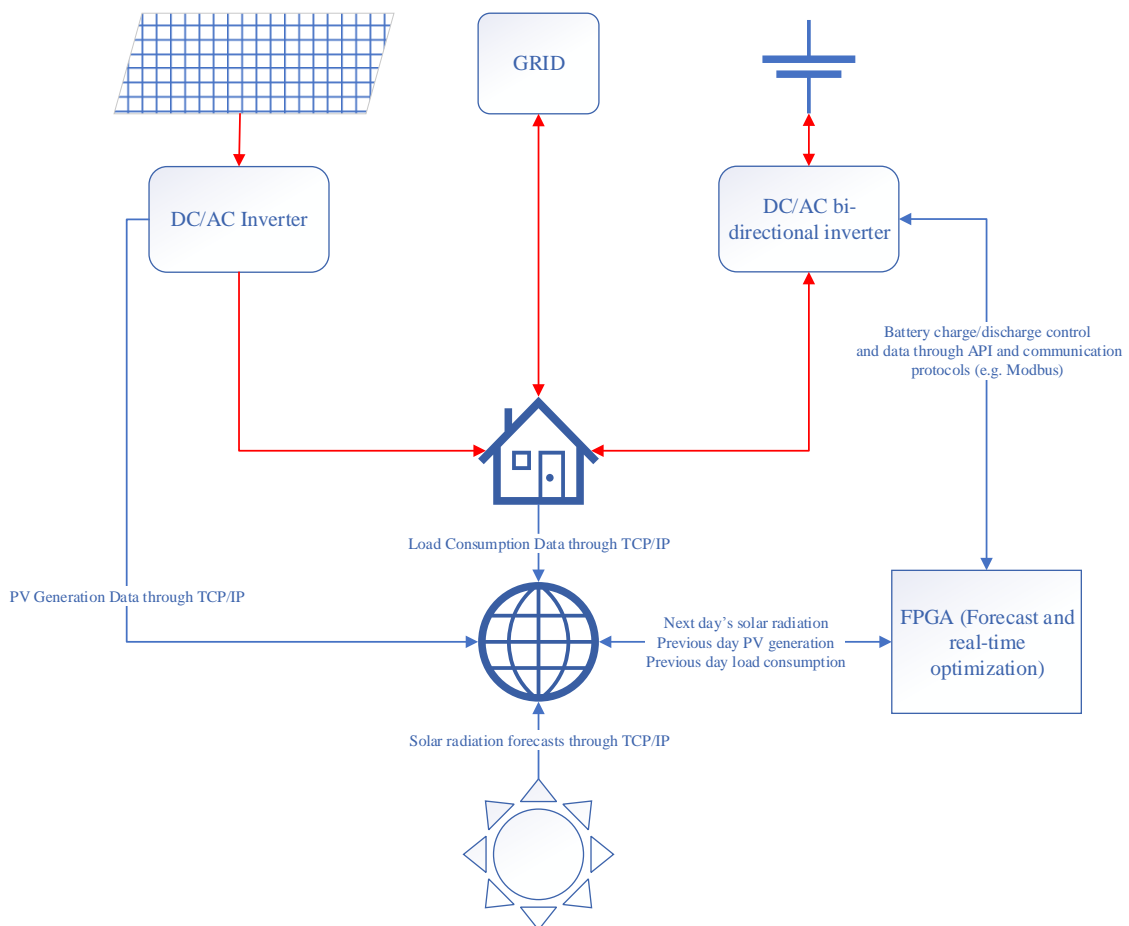 GRID
DC/AC Inverter
DC/AC bi-
directional inverter
Battery charge/discharge control
and data through API and communication
protocols (e.g. Modbus)
Load Consumption Data through TCP/IP
PV Generation Data through TCP/IP
Next day's solar radiation
Previous day PV generation
Previous day load consumption
FPGA (Forecast and
real-time
optimization)
Solar radiation forecasts through TCP/IP